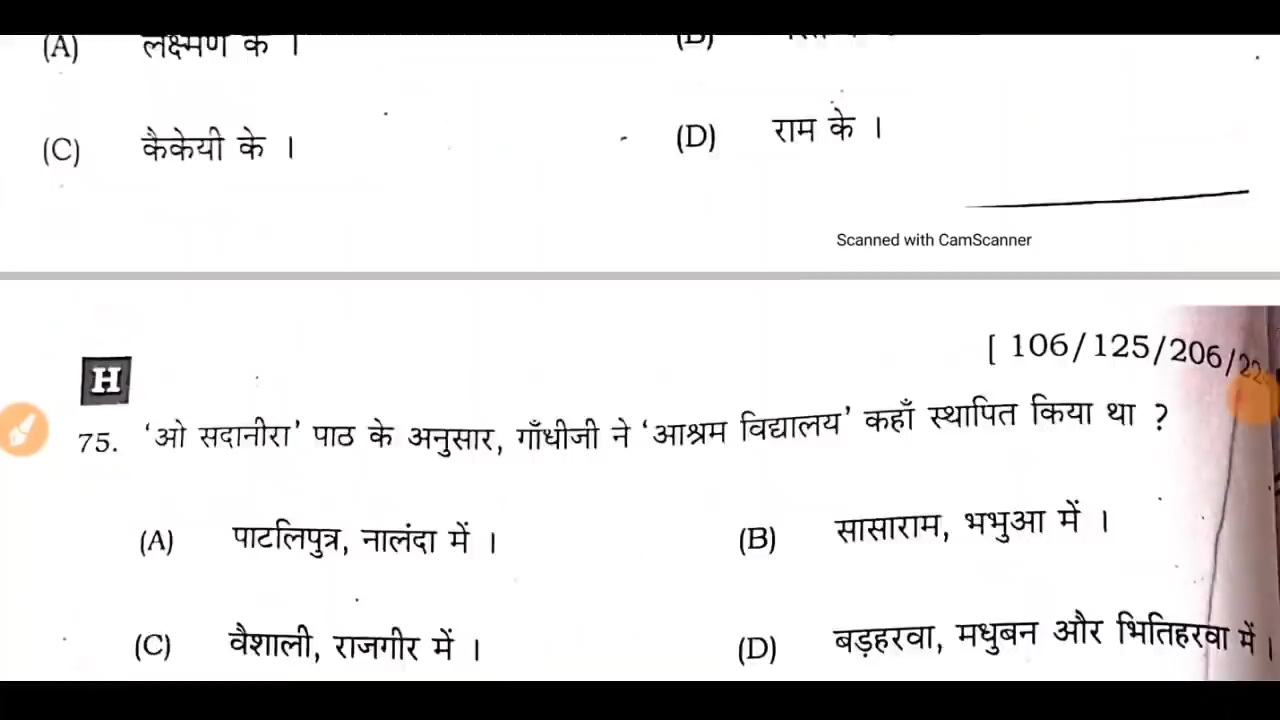 (A) लक्ष्मण के ।
(B)
(C) कैकेयी के ।
(D) राम के ।
Scanned with CamScanner
H
[ 106/125/206/22
75. ‘ओ सदानीरा’ पाठ के अनुसार, गाँधीजी ने ‘आश्रम विद्यालय’ कहाँ स्थापित किया था ?
(A) पाटलिपुत्र, नालंदा में ।
(B) सासाराम, भभुआ में ।
(C) वैशाली, राजगीर में ।
(D) बड़हरवा, मधुबन और भितिहरवा में ।